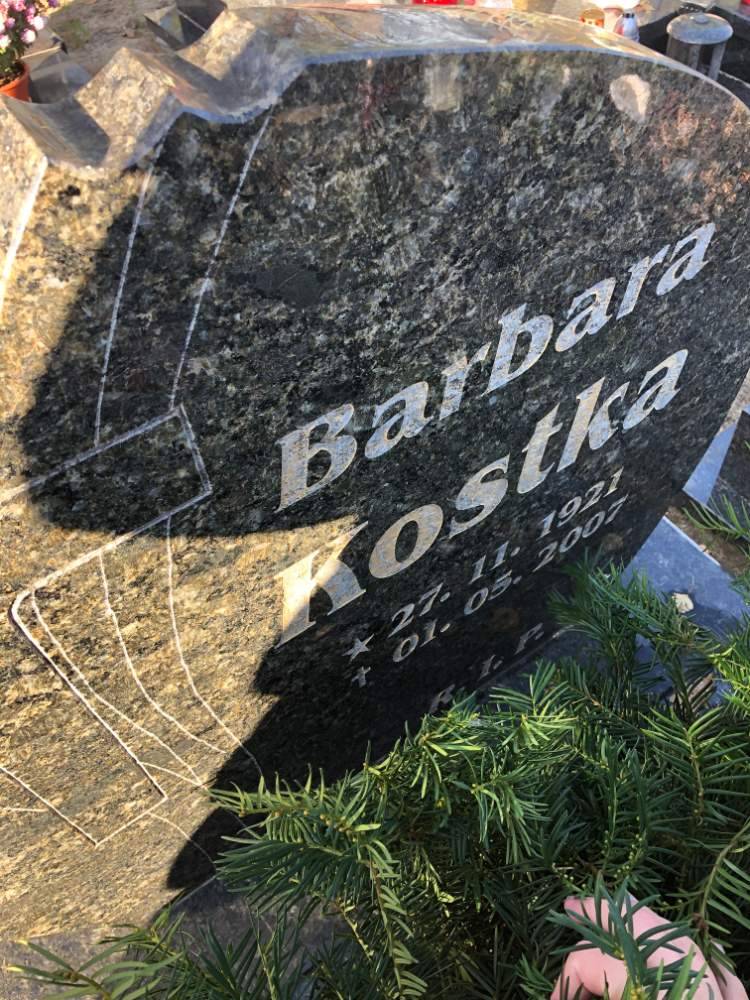 Barbara
Kostka
★ 27. 11. 1921
✝ 01. 05. 2007
R. I. P.